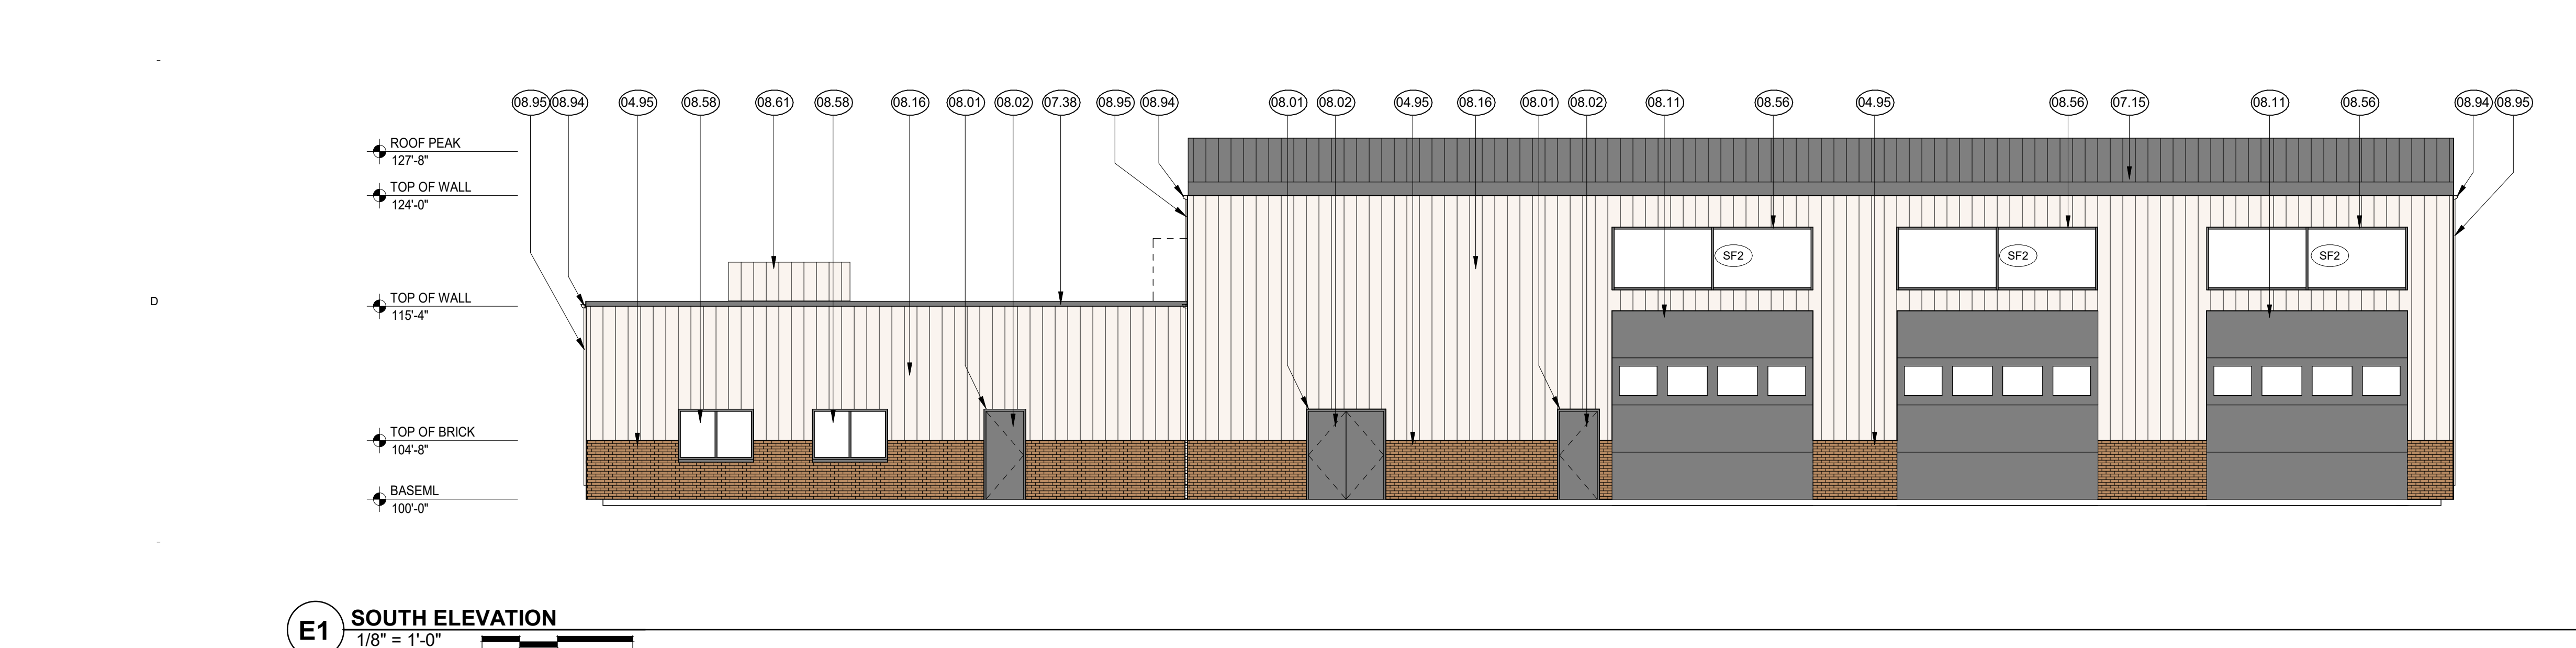 08.95 08.94 04.95 08.58 08.61 08.58 08.16 08.01 08.02 07.38 08.95 08.94 08.01 08.02 04.95 08.16 08.01 08.02 08.11 08.56 04.95 08.56 07.15 08.11 08.56 08.94 08.95
ROOF PEAK
127'-8"
TOP OF WALL
124'-0"
SF2 SF2 SF2
D
TOP OF WALL
115'-4"
TOP OF BRICK
104'-8"
BASEML
100'-0"
E1 SOUTH ELEVATION
1/8" = 1'-0"